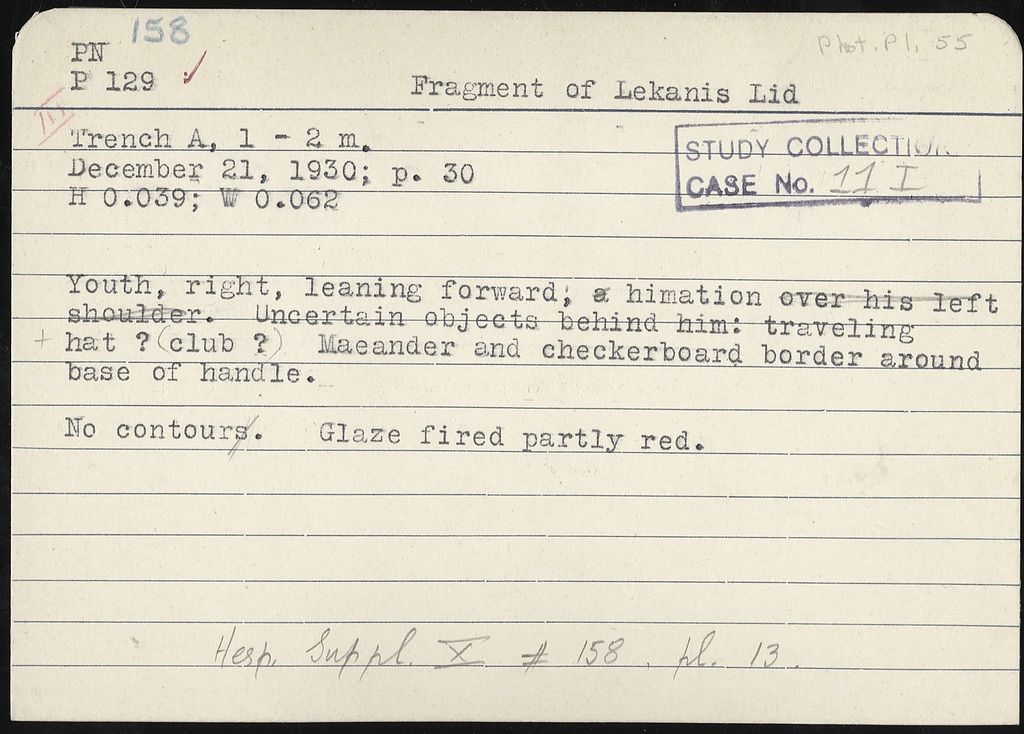 158
PN
P 129 ✓
Phot. Pl. 55
Fragment of Lekanis Lid
III
Trench A, 1 - 2 m.
December 21, 1930; p. 30
H 0.039; W 0.062
STUDY COLLECTION
CASE No. 11 I
Youth, right, leaning forward; a himation over his left
shoulder. Uncertain objects behind him: traveling
+ hat ? (club ?) Maeander and checkerboard border around
base of handle.
No contours. Glaze fired partly red.
Hesp. Suppl. X # 158, pl. 13.